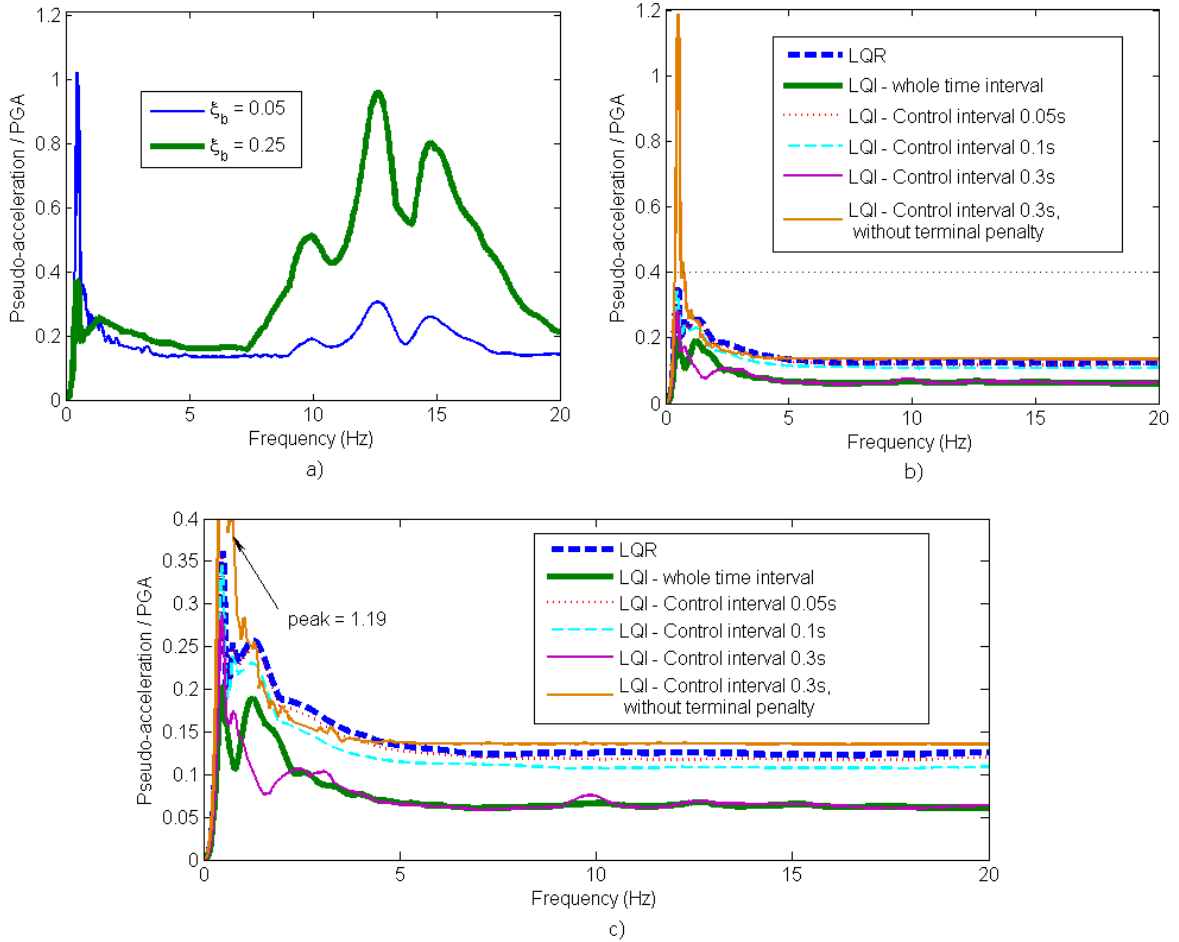 1.2
1
0.8
0.6
0.4
0.2
0
Pseudo-acceleration / PGA
ξ_b = 0.05
ξ_b = 0.25
0 5 10 15 20
Frequency (Hz)
a)
1.2
1
0.8
0.6
0.4
0.2
0
Pseudo-acceleration / PGA
LQR
LQI - whole time interval
LQI - Control interval 0.05s
LQI - Control interval 0.1s
LQI - Control interval 0.3s
LQI - Control interval 0.3s,
without terminal penalty
0 5 10 15 20
Frequency (Hz)
b)
0.4
0.35
0.3
0.25
0.2
0.15
0.1
0.05
0
Pseudo-acceleration / PGA
peak = 1.19
LQR
LQI - whole time interval
LQI - Control interval 0.05s
LQI - Control interval 0.1s
LQI - Control interval 0.3s
LQI - Control interval 0.3s,
without terminal penalty
0 5 10 15 20
Frequency (Hz)
c)